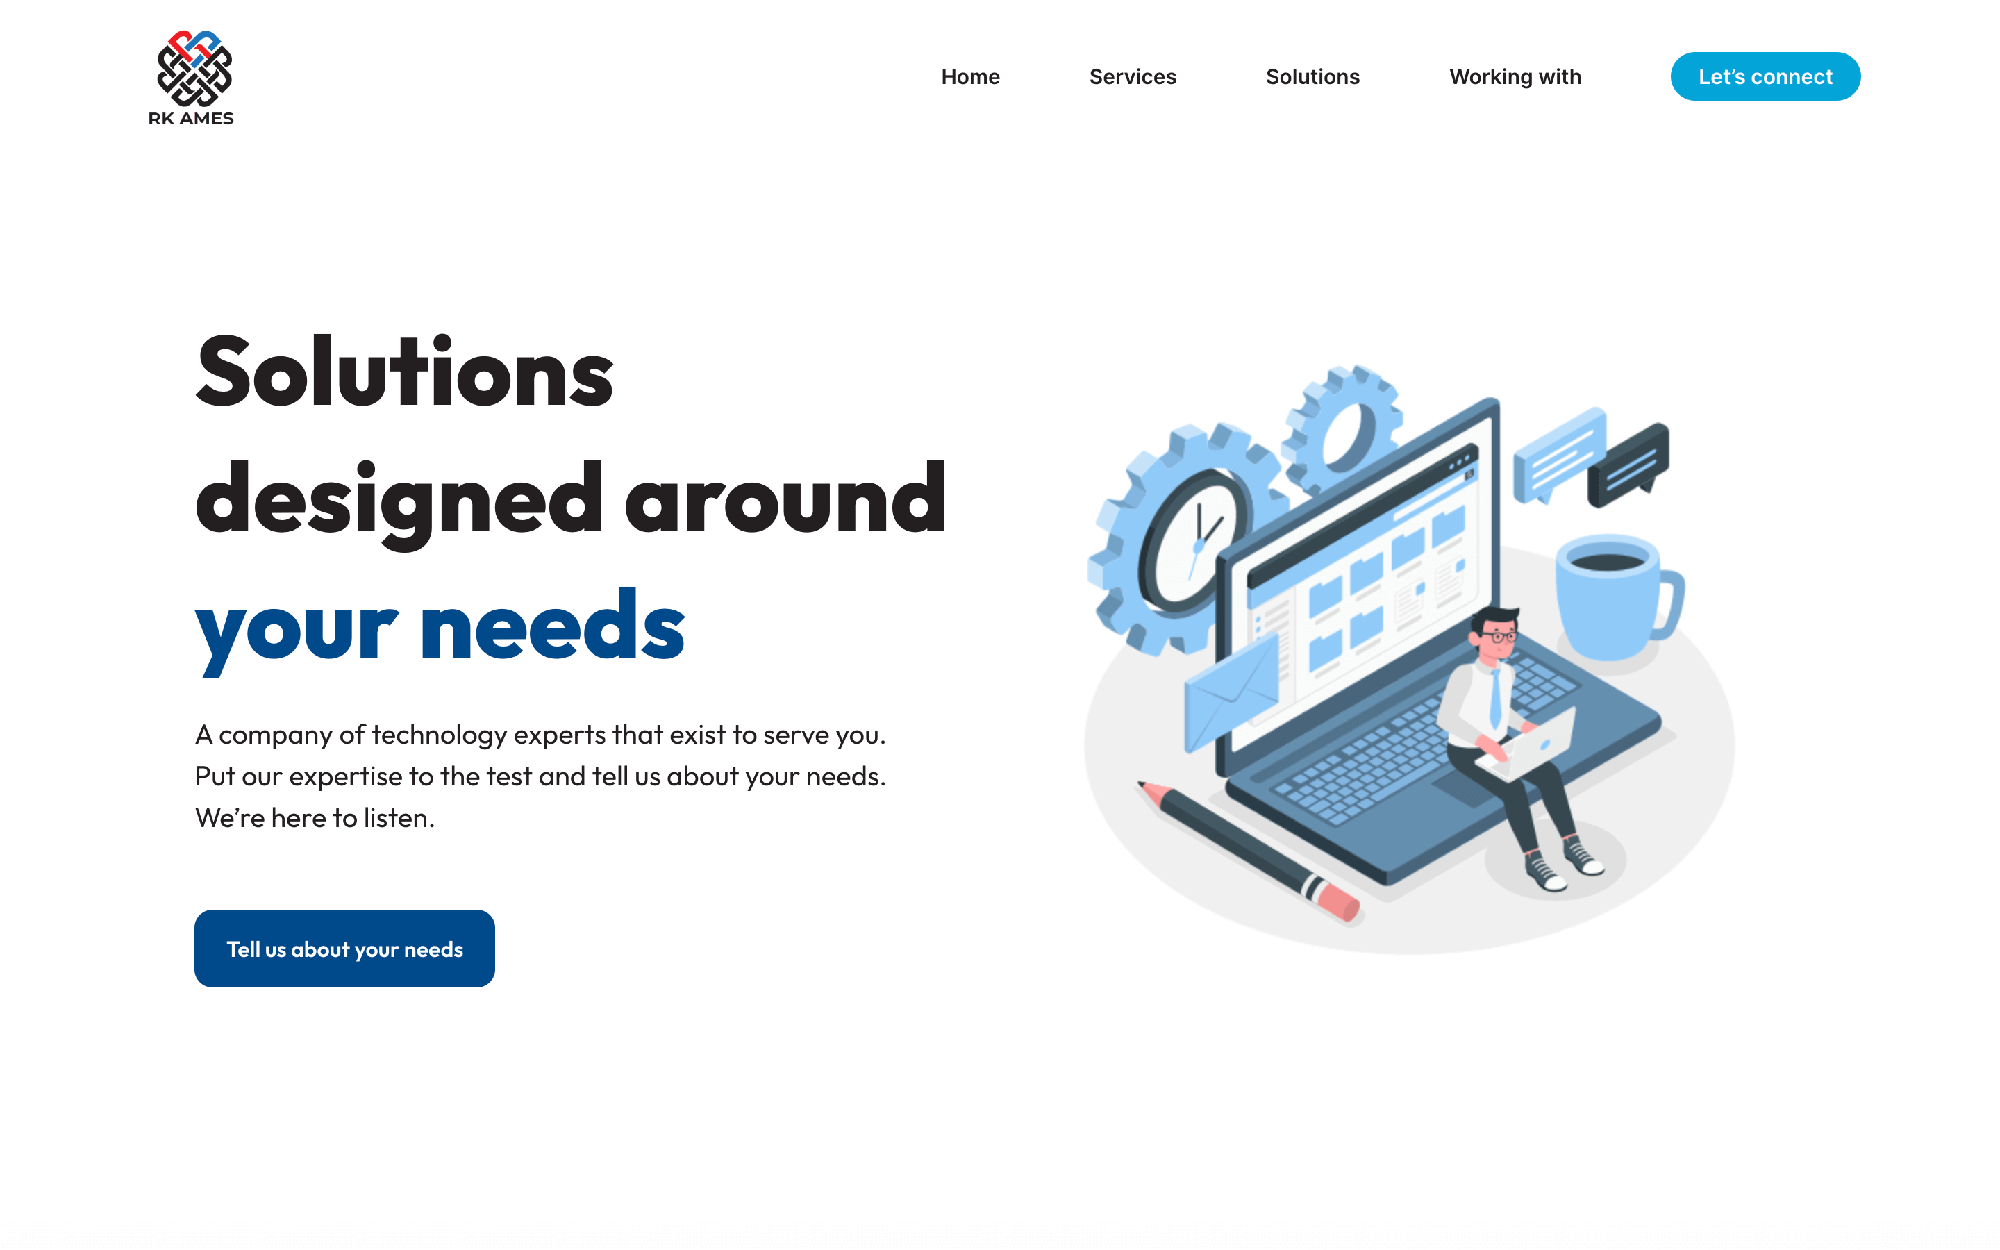 RK AMES
Home
Services
Solutions
Working with
Let’s connect
Solutions
designed around
your needs
A company of technology experts that exist to serve you.
Put our expertise to the test and tell us about your needs.
We’re here to listen.
Tell us about your needs